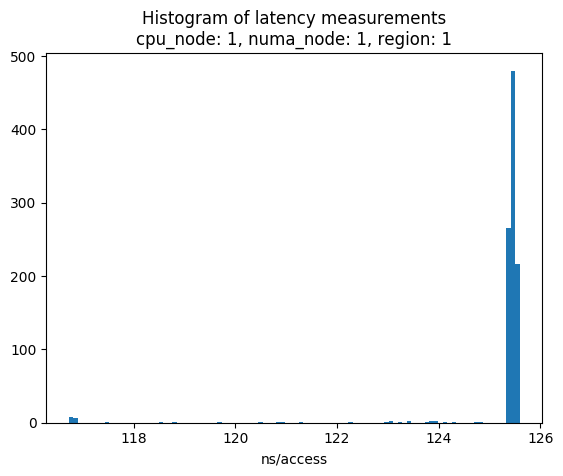 Histogram of latency measurements
cpu_node: 1, numa_node: 1, region: 1
500
400
300
200
100
0
118 120 122 124 126
ns/access